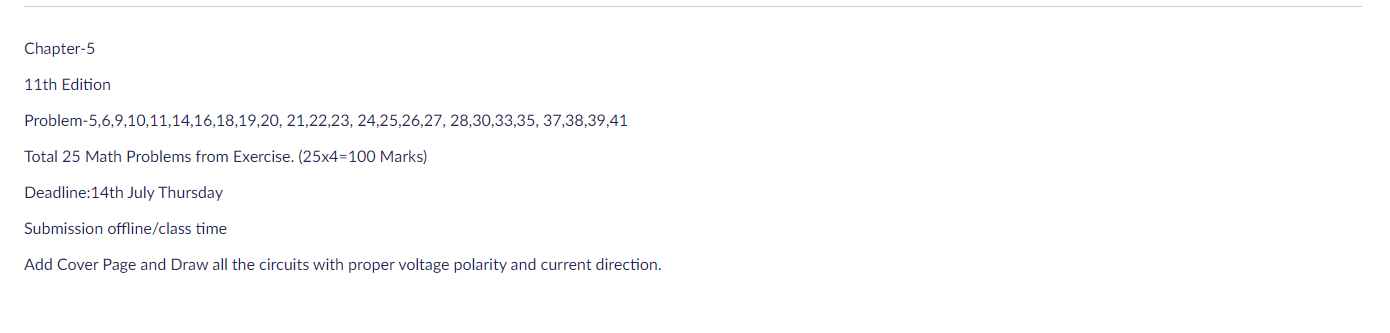 Chapter-5
11th Edition
Problem-5,6,9,10,11,14,16,18,19,20, 21,22,23, 24,25,26,27, 28,30,33,35, 37,38,39,41
Total 25 Math Problems from Exercise. (25x4=100 Marks)
Deadline:14th July Thursday
Submission offline/class time
Add Cover Page and Draw all the circuits with proper voltage polarity and current direction.